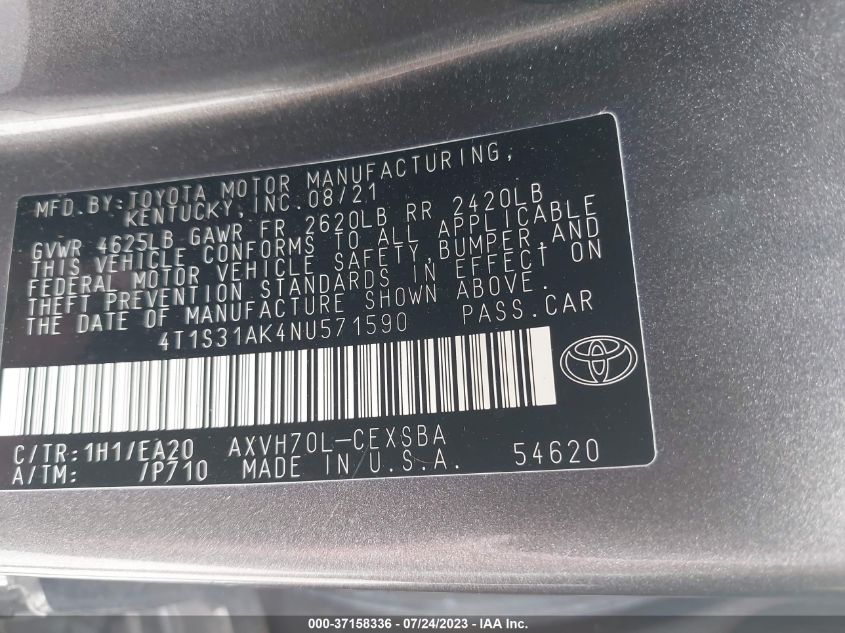 MFD. BY: TOYOTA MOTOR MANUFACTURING,
KENTUCKY, INC. 08/21
GVWR 4625LB GAWR FR 2620LB RR 2420LB
THIS VEHICLE CONFORMS TO ALL APPLICABLE
FEDERAL MOTOR VEHICLE SAFETY, BUMPER, AND
THEFT PREVENTION STANDARDS IN EFFECT ON
THE DATE OF MANUFACTURE SHOWN ABOVE.
4T1S31AK4NU571590 PASS. CAR
C/TR: 1H1/EA20 AXVH70L-CEXSBA
A/TM: /P710 MADE IN U.S.A. 54620
000-37158336 - 07/24/2023 - IAA Inc.